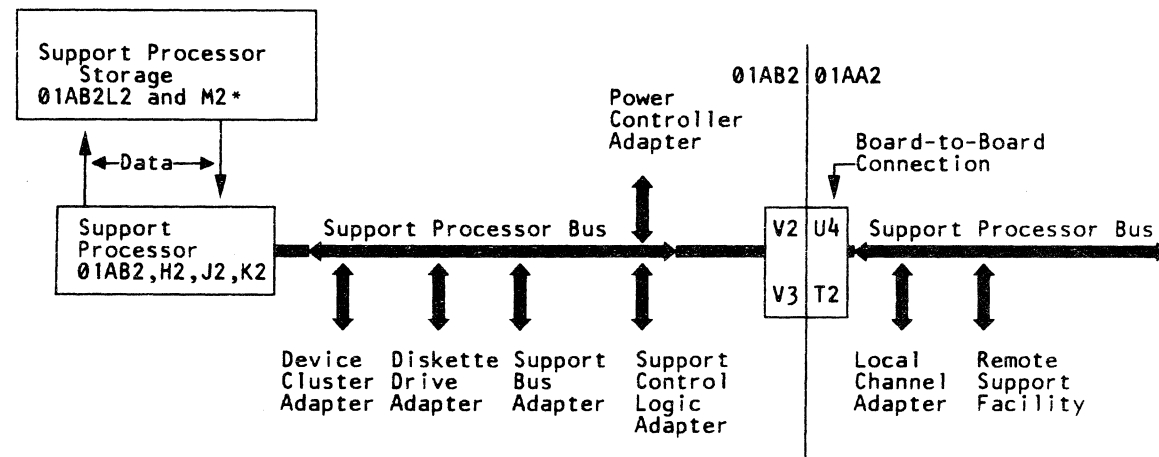 Support Processor
Storage
01AB2L2 and M2*
Data
Support
Processor
01AB2,H2,J2,K2
Support Processor Bus
Power
Controller
Adapter
01AB2
01AA2
Board-to-Board
Connection
V2
U4
V3
T2
Support Processor Bus
Device
Cluster
Adapter
Diskette
Drive
Adapter
Support
Bus
Adapter
Support
Control
Logic
Adapter
Local
Channel
Adapter
Remote
Support
Facility